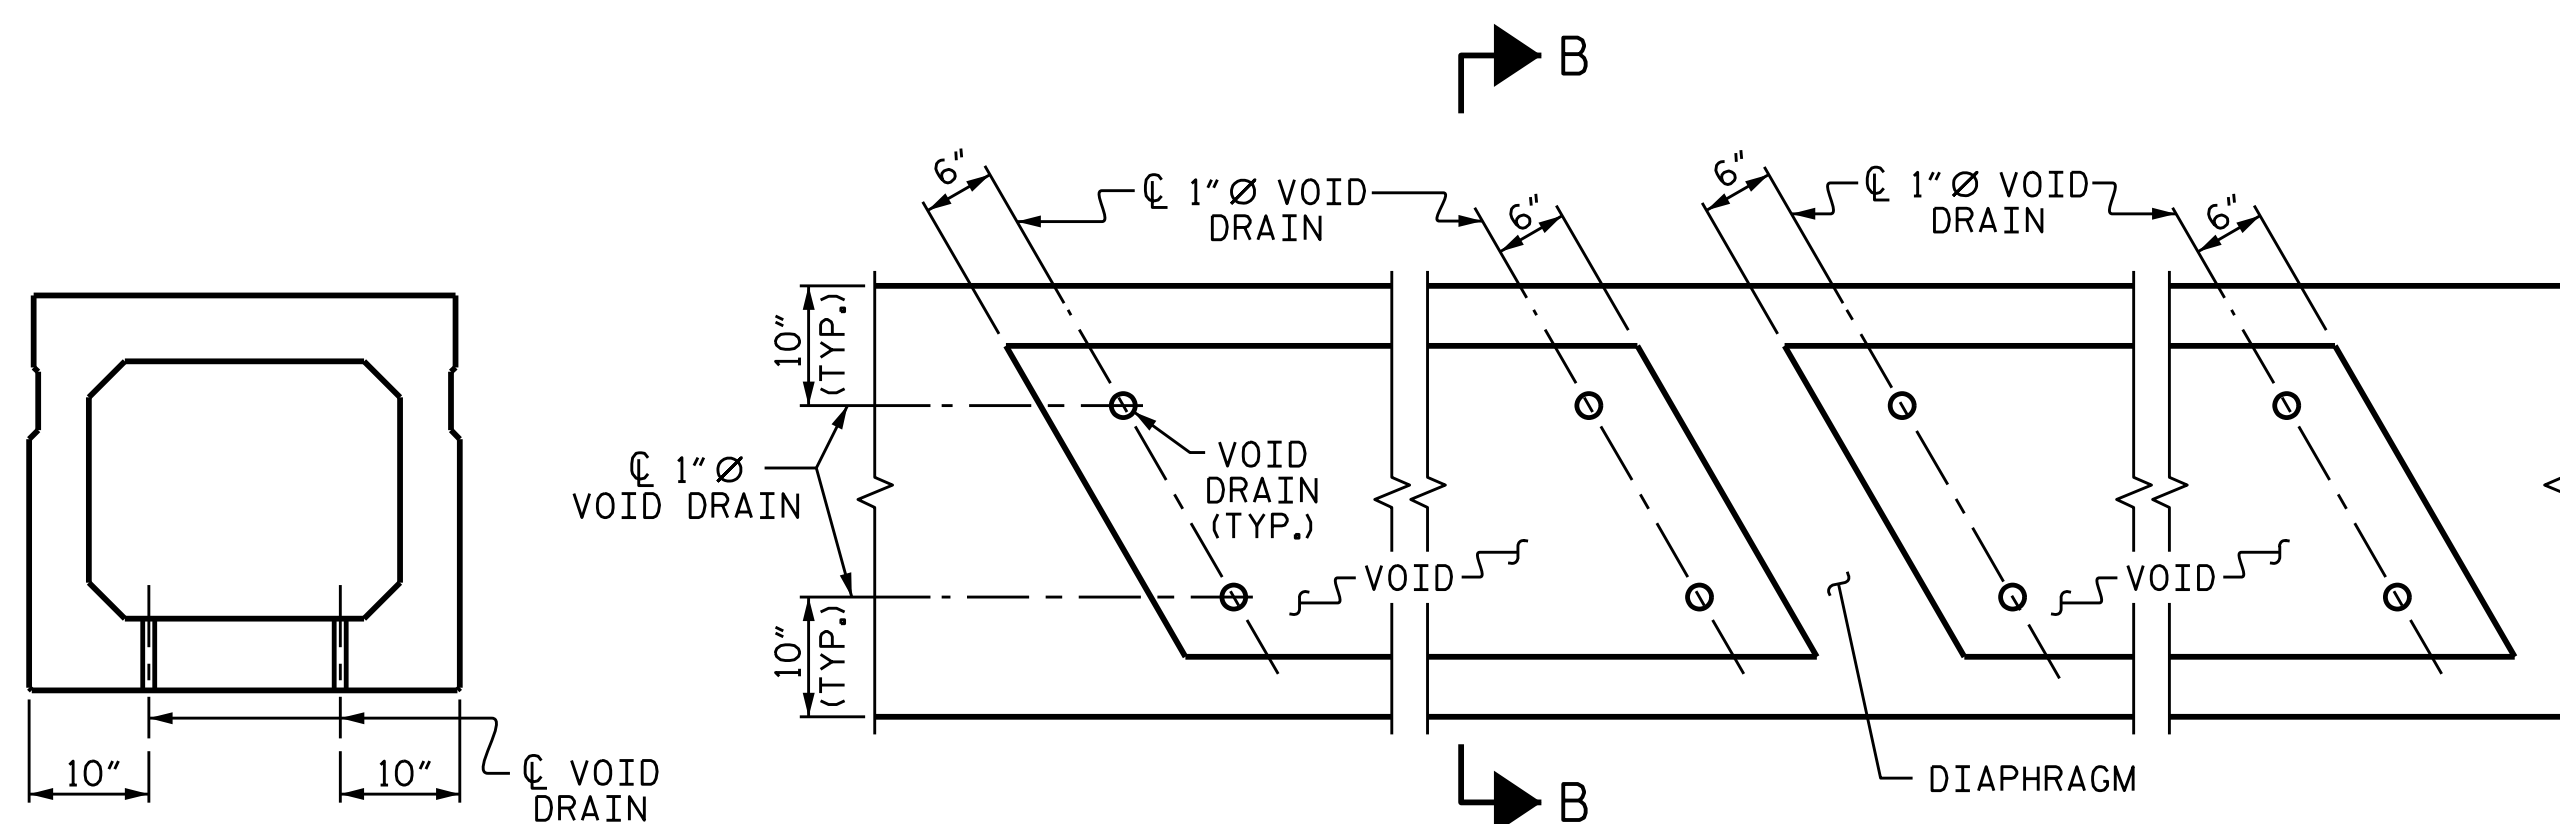 B
6"
℄ 1"Ø VOID
DRAIN
6"
6"
℄ 1"Ø VOID
DRAIN
6"
10"
(TYP.)
℄ 1"Ø
VOID DRAIN
VOID
DRAIN
(TYP.)
VOID
VOID
10"
(TYP.)
10"
10"
℄ VOID
DRAIN
DIAPHRAGM
B